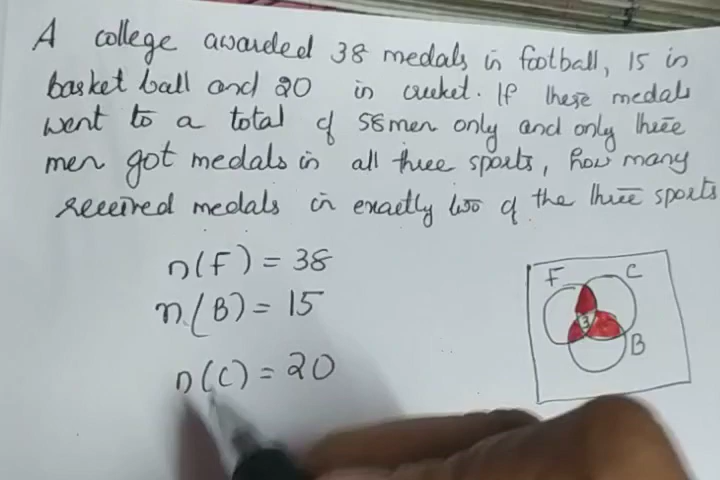 A college awarded 38 medals in football, 15 in
basket ball and 20 in cricket. If these medals
went to a total of 58 men only and only three
men got medals in all three sports, how many
received medals in exactly two of the three sports
n(F) = 38
n(B) = 15
n(C) = 20
F C
3
B